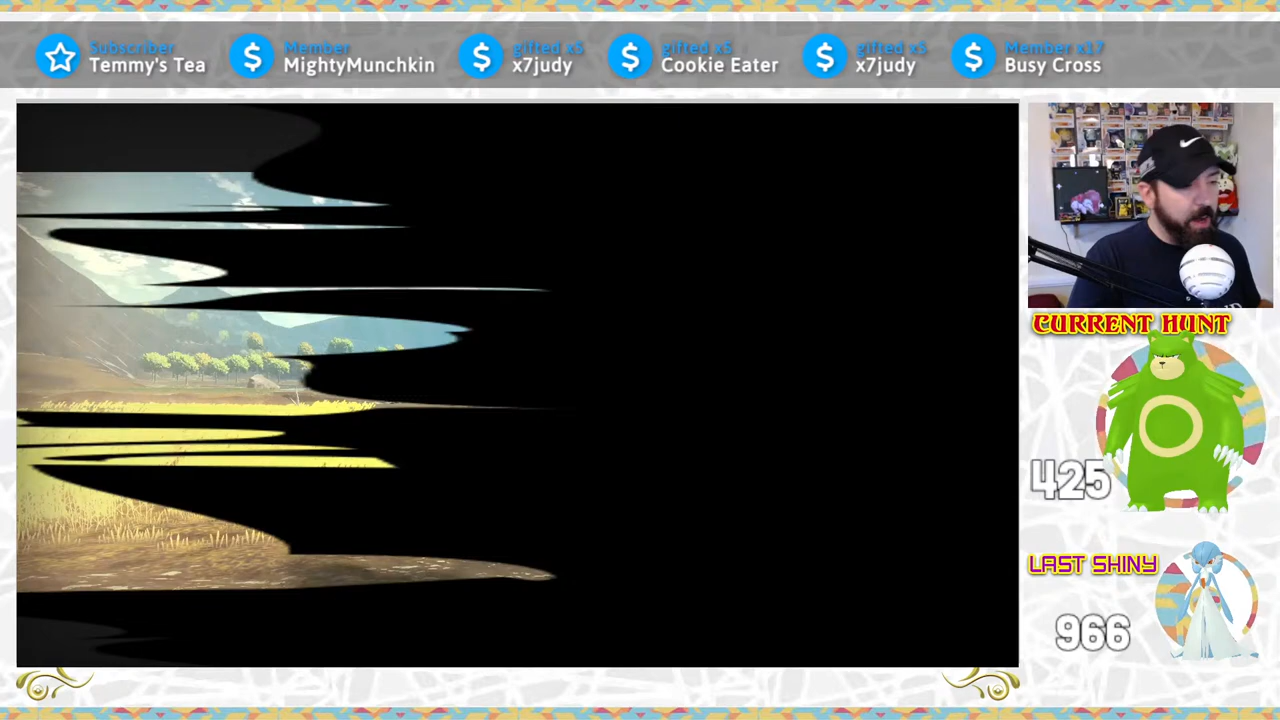 Subscriber
Temmy's Tea
Member
MightyMunchkin
gifted x5
x7judy
gifted x5
Cookie Eater
gifted x5
x7judy
Member x17
Busy Cross
CURRENT HUNT
425
LAST SHINY
966